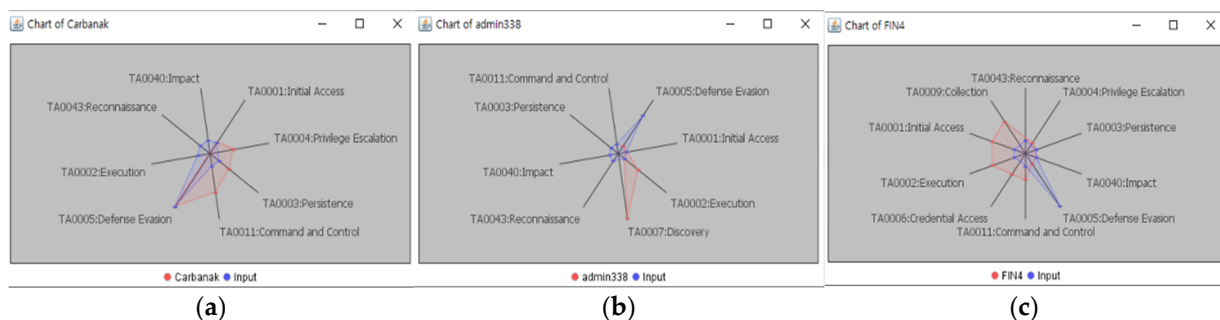 Chart of Carbanak
TA0040:Impact
TA0001:Initial Access
TA0043:Reconnaissance
TA0004:Privilege Escalation
TA0002:Execution
TA0003:Persistence
TA0005:Defense Evasion
TA0011:Command and Control
Carbanak Input
(a)
Chart of admin338
TA0011:Command and Control
TA0005:Defense Evasion
TA0003:Persistence
TA0001:Initial Access
TA0040:Impact
TA0002:Execution
TA0043:Reconnaissance
TA0007:Discovery
admin338 Input
(b)
Chart of FIN4
TA0043:Reconnaissance
TA0009:Collection
TA0004:Privilege Escalation
TA0001:Initial Access
TA0003:Persistence
TA0002:Execution
TA0040:Impact
TA0006:Credential Access
TA0005:Defense Evasion
TA0011:Command and Control
FIN4 Input
(c)